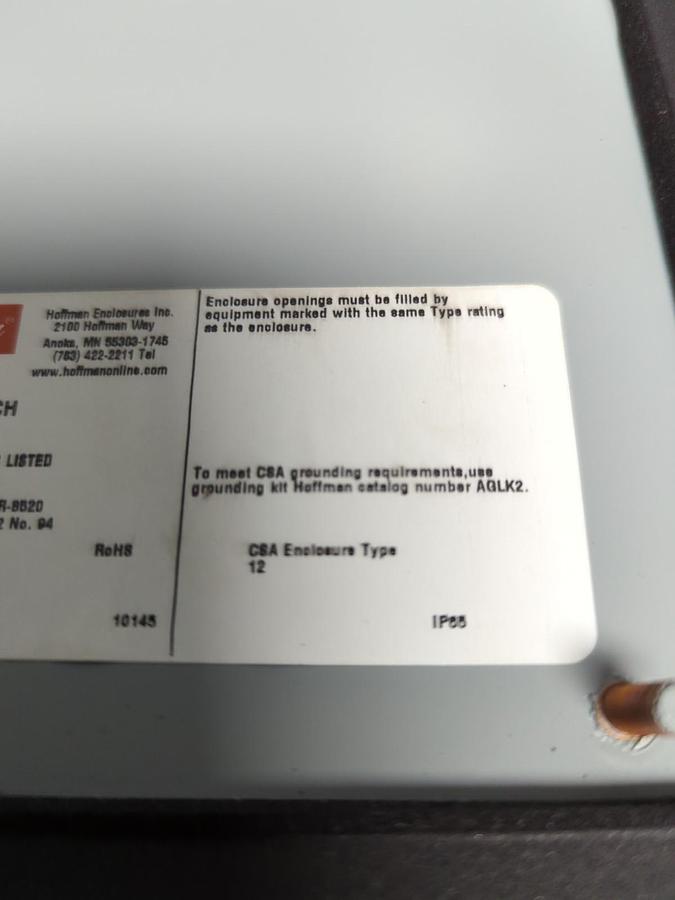 Hoffman Enclosures Inc.
2100 Hoffman Way
Anoka, MN 55303-1745
(763) 422-2211 Tel
www.hoffmanonline.com
CH
LISTED
R-8520
2 No. 94
RoHS
10145
Enclosure openings must be filled by
equipment marked with the same Type rating
as the enclosure.
To meet CSA grounding requirements,use
grounding kit Hoffman catalog number AGLK2.
CSA Enclosure Type
12